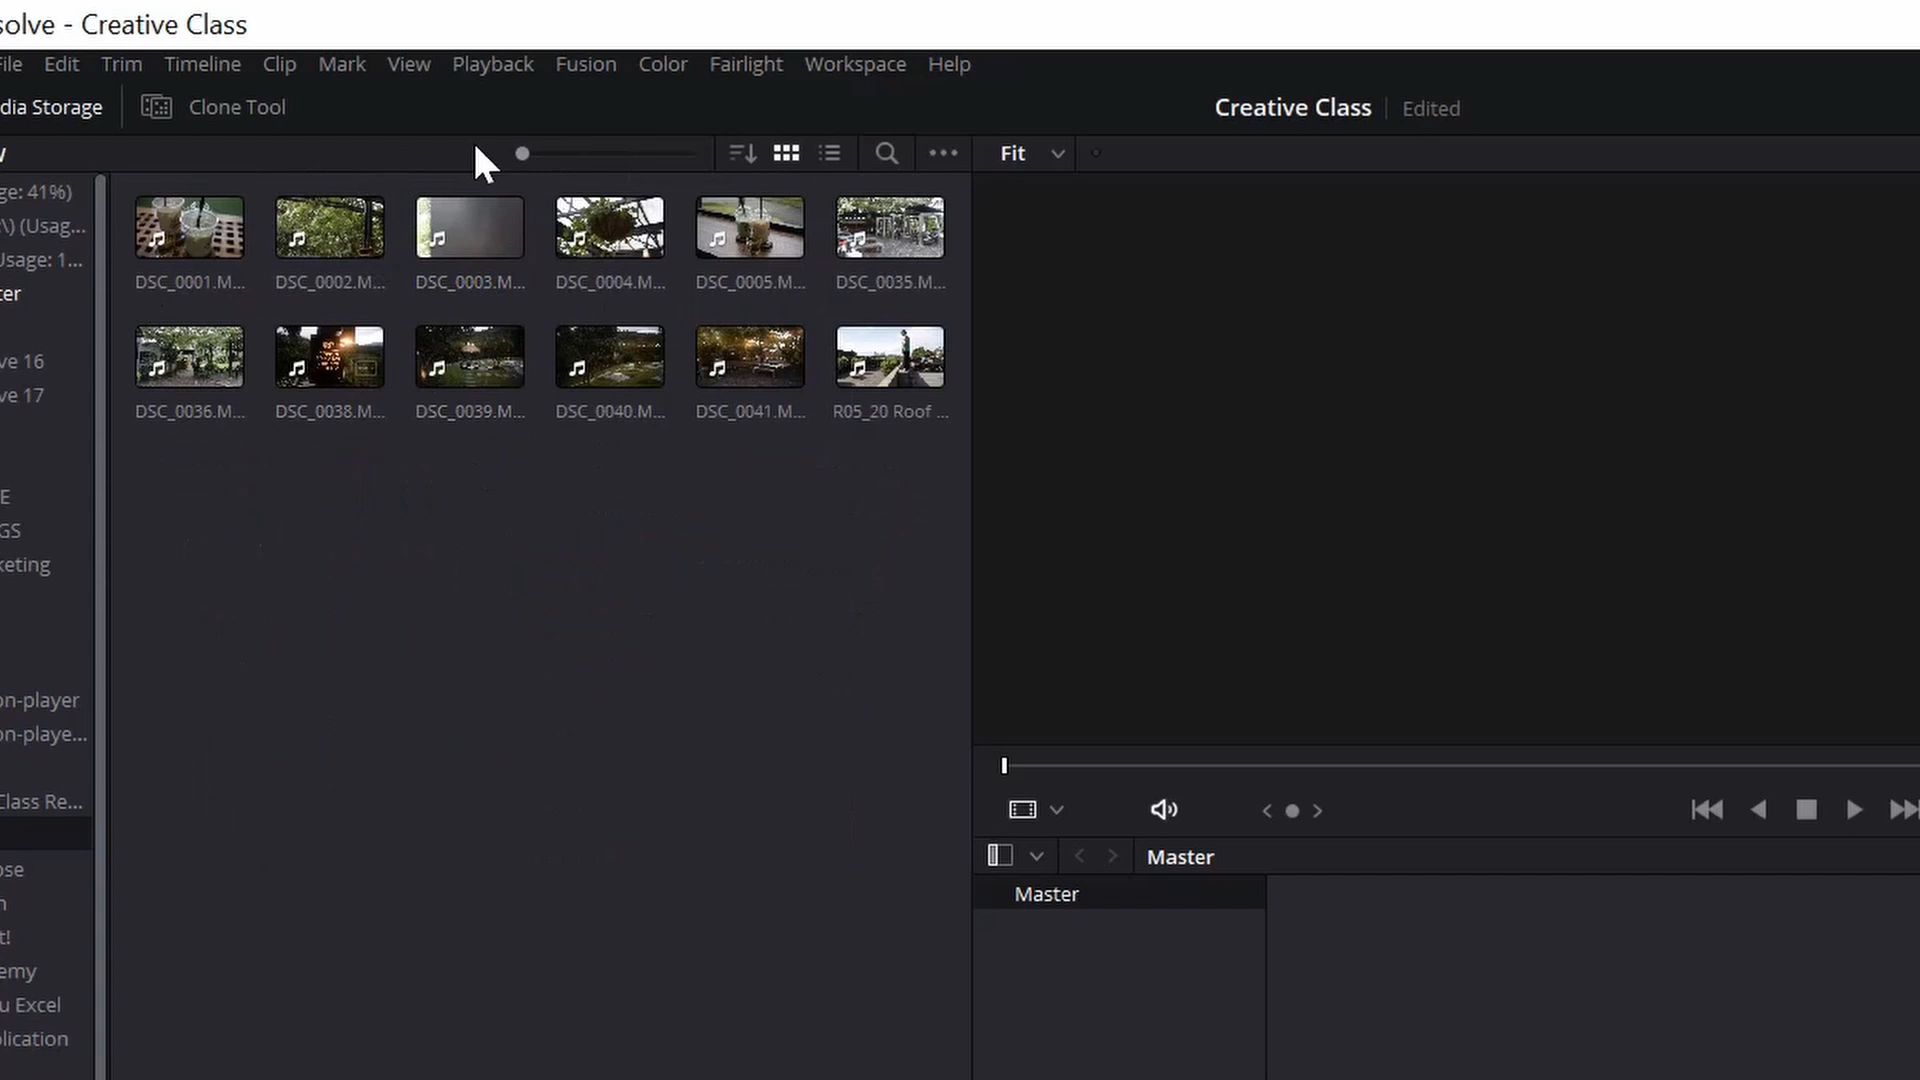 solve - Creative Class
File Edit Trim Timeline Clip Mark View Playback Fusion Color Fairlight Workspace Help
dia Storage Clone Tool Creative Class Edited
Fit
ge: 41%)
:\) (Usag...
Usage: 1...
ter
ve 16
ve 17
E
GS
keting
on-player
on-playe...
Class Re...
ose
n
t!
emy
u Excel
olication
DSC_0001.M... DSC_0002.M... DSC_0003.M... DSC_0004.M... DSC_0005.M... DSC_0035.M...
DSC_0036.M... DSC_0038.M... DSC_0039.M... DSC_0040.M... DSC_0041.M... R05_20 Roof ...
Master
Master